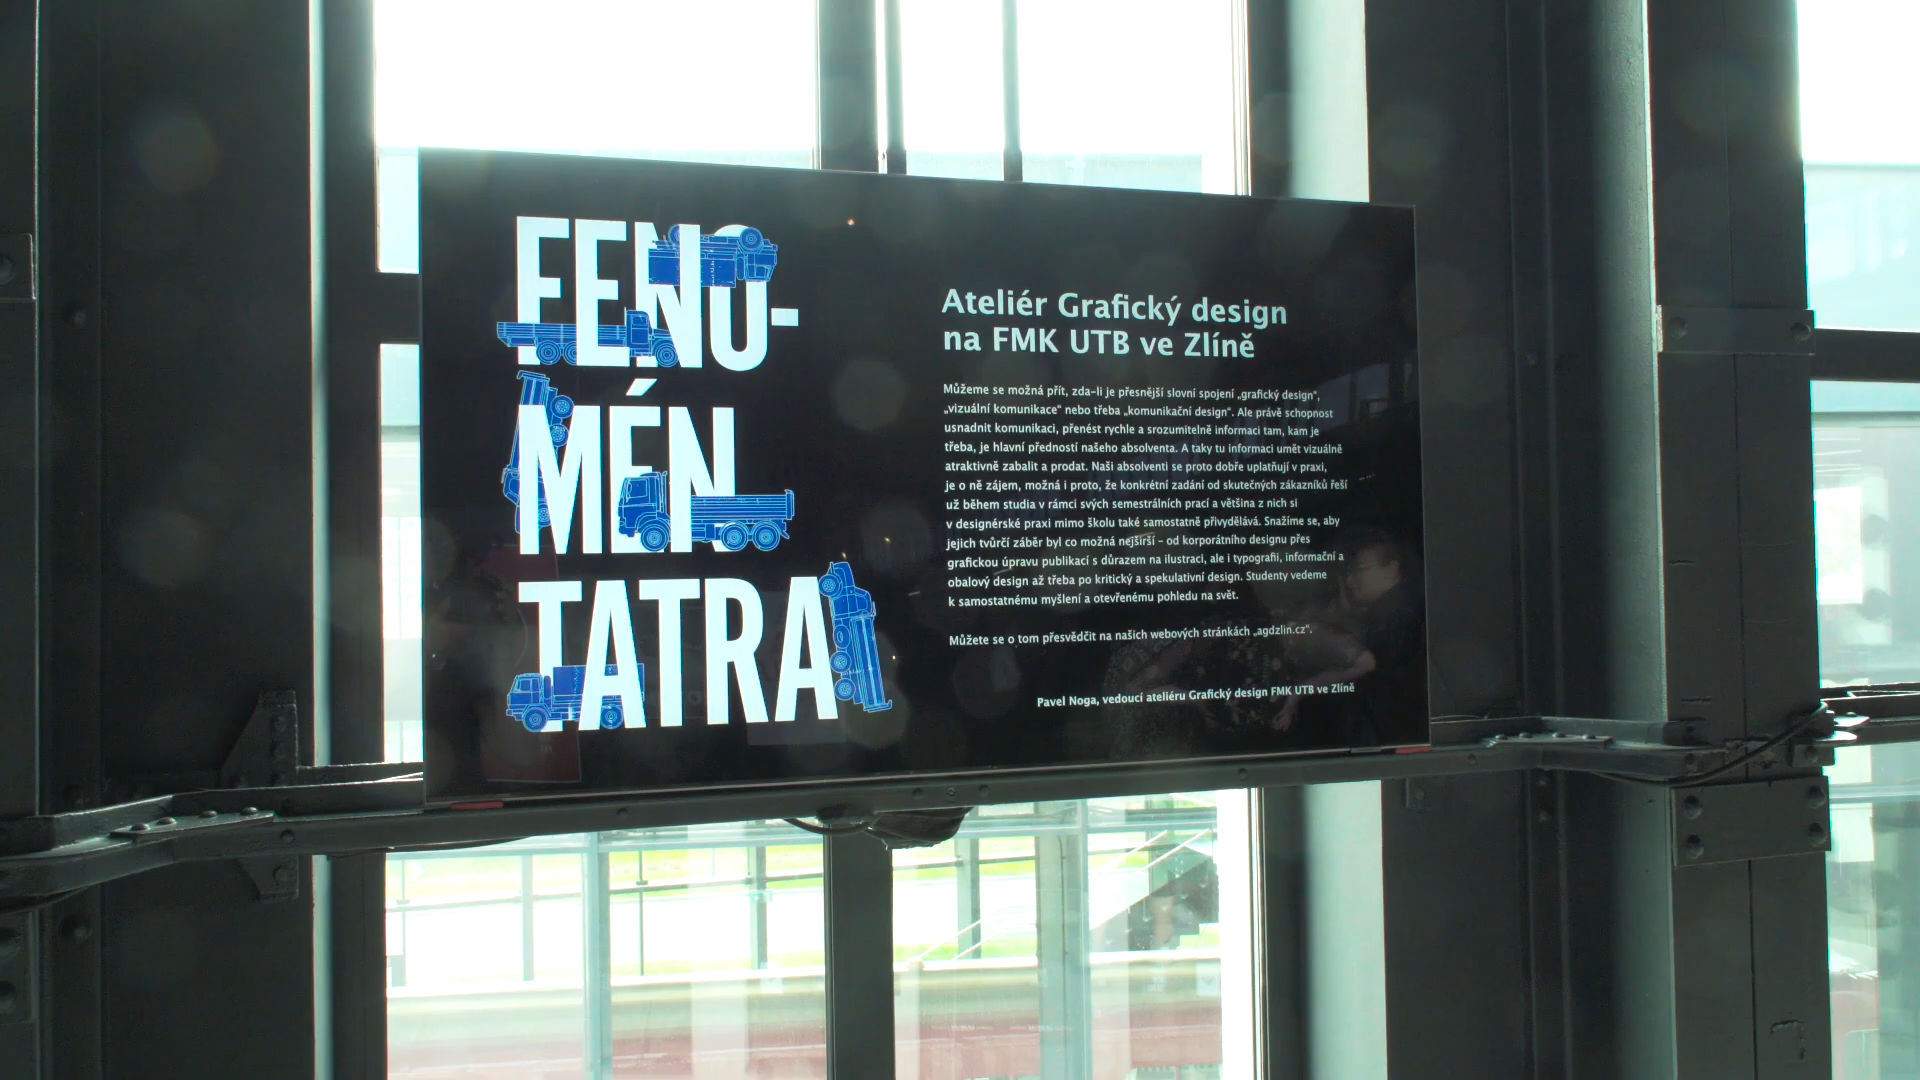 FENO-
MÉN
TATRA
Ateliér Grafický design
na FMK UTB ve Zlíně
Můžeme se možná přít, zda-li je přesnější slovní spojení „grafický design“,
„vizuální komunikace“ nebo třeba „komunikační design“. Ale právě schopnost
usnadnit komunikaci, přenést rychle a srozumitelně informaci tam, kam je
třeba, je hlavní předností našeho absolventa. A taky tu informaci umět vizuálně
atraktivně zabalit a prodat. Naši absolventi se proto dobře uplatňují v praxi,
je o ně zájem, možná i proto, že konkrétní zadání od skutečných zákazníků řeší
už během studia v rámci svých semestrálních prací a většina z nich si
v designérské praxi mimo školu také samostatně přivydělává. Snažíme se, aby
jejich tvůrčí záběr byl co možná nejširší – od korporátního designu přes
grafickou úpravu publikací s důrazem na ilustraci, ale i typografii, informační a
obalový design až třeba po kritický a spekulativní design. Studenty vedeme
k samostatnému myšlení a otevřenému pohledu na svět.
Můžete se o tom přesvědčit na našich webových stránkách „agdzlin.cz“.
Pavel Noga, vedoucí ateliéru Grafický design FMK UTB ve Zlíně